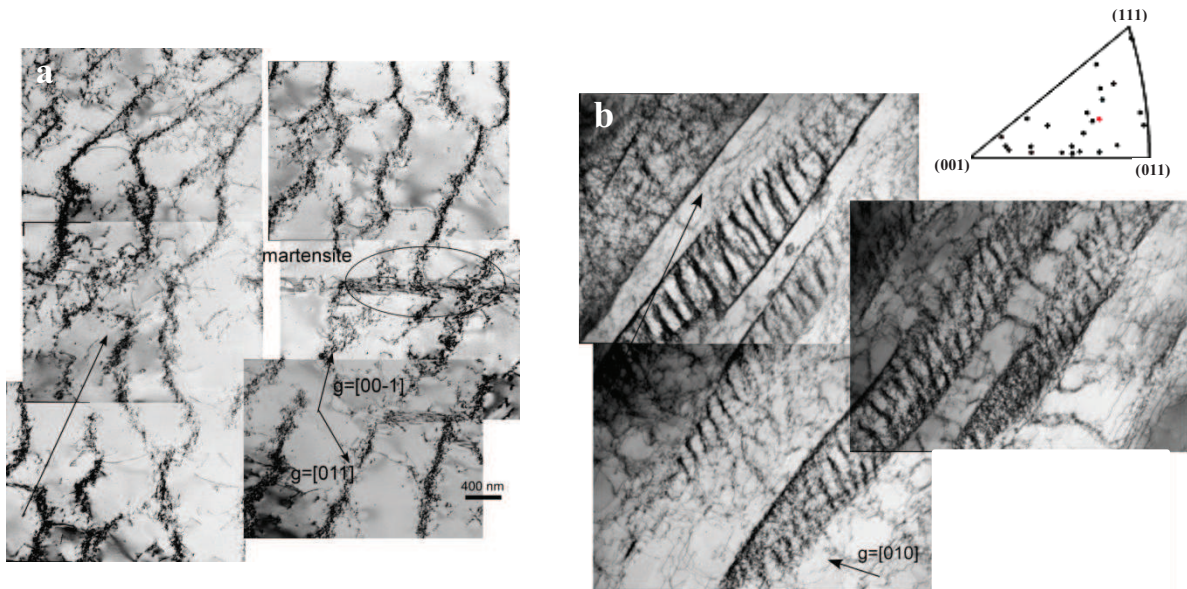 a
martensite
g=[00-1]
g=[011]
400 nm
b
g=[010]
(111)
(001)
(011)